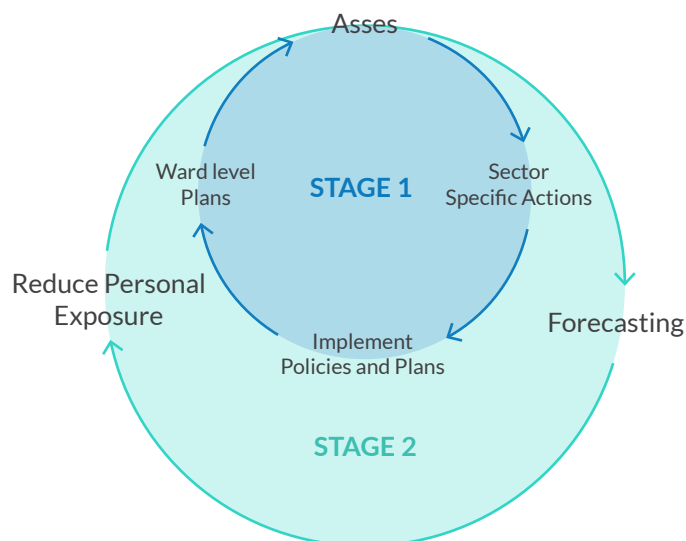 Asses
Ward level
Plans
STAGE 1
Sector
Specific Actions
Reduce Personal
Exposure
Forecasting
Implement
Policies and Plans
STAGE 2